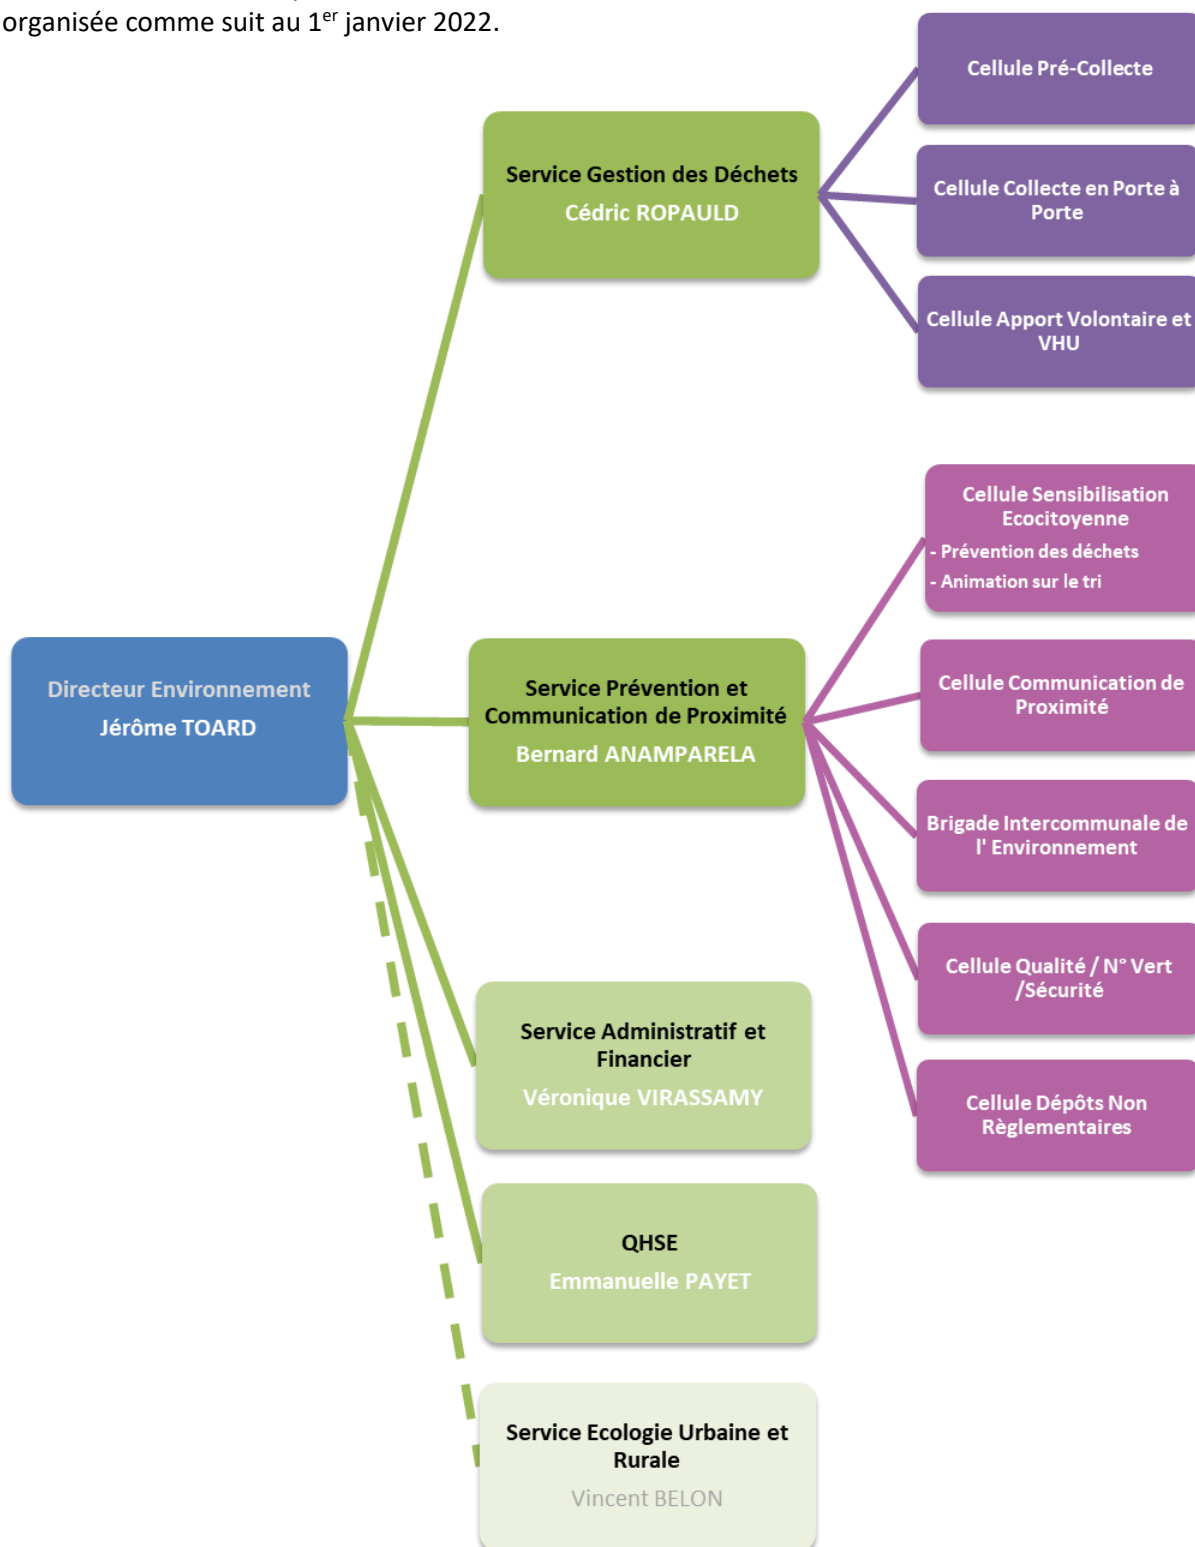 organisée comme suit au 1er janvier 2022.
Cellule Pré-Collecte
Service Gestion des Déchets
Cédric ROPAULD
Cellule Collecte en Porte à
Porte
Cellule Apport Volontaire et
VHU
Cellule Sensibilisation
Ecocitoyenne
- Prévention des déchets
- Animation sur le tri
Directeur Environnement
Jérôme TOARD
Service Prévention et
Communication de Proximité
Bernard ANAMPARELA
Cellule Communication de
Proximité
Brigade Intercommunale de
l' Environnement
Cellule Qualité / N° Vert
/Sécurité
Service Administratif et
Financier
Véronique VIRASSAMY
Cellule Dépôts Non
Règlementaires
QHSE
Emmanuelle PAYET
Service Ecologie Urbaine et
Rurale
Vincent BELON